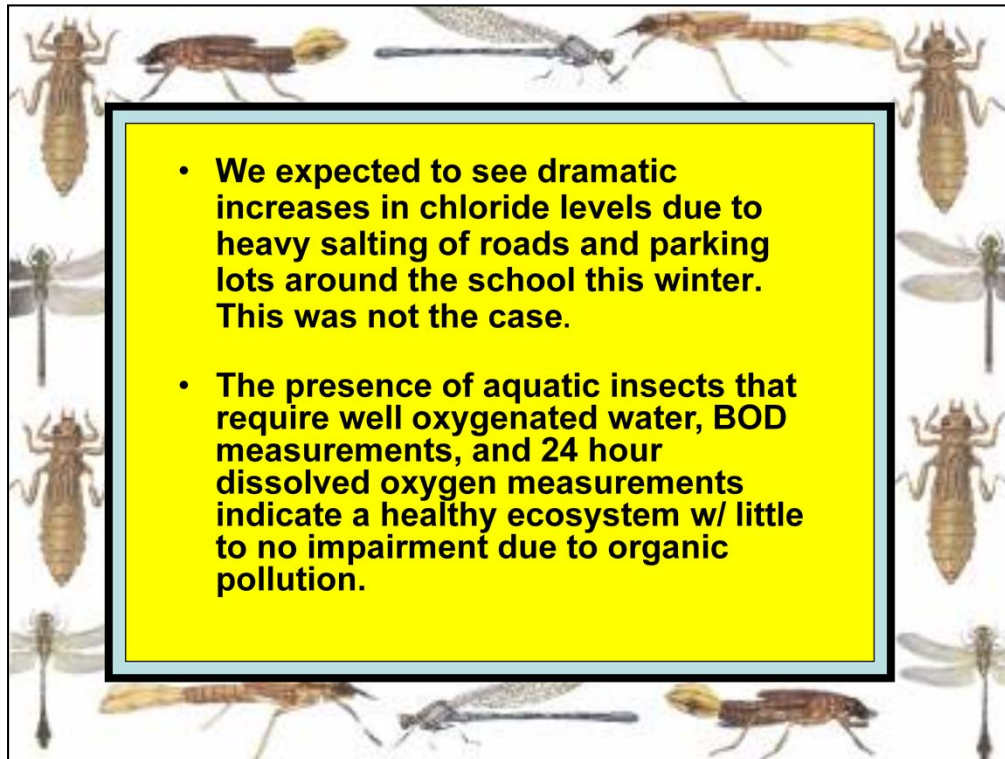 • We expected to see dramatic
increases in chloride levels due to
heavy salting of roads and parking
lots around the school this winter.
This was not the case.
• The presence of aquatic insects that
require well oxygenated water, BOD
measurements, and 24 hour
dissolved oxygen measurements
indicate a healthy ecosystem w/ little
to no impairment due to organic
pollution.